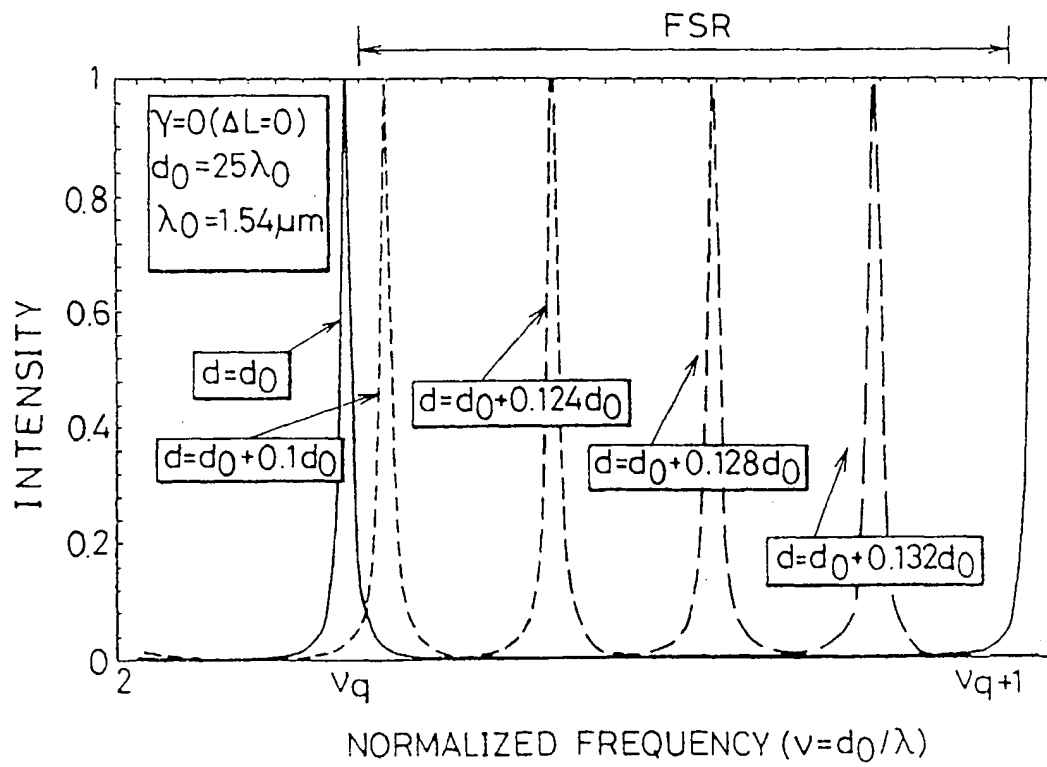 FSR
1
γ=0(ΔL=0)
d0=25λ0
λ0=1.54μm
0.8
0.6
0.4
0.2
0
INTENSITY
d=d0
d=d0+0.1d0
d=d0+0.124d0
d=d0+0.128d0
d=d0+0.132d0
2
νq
νq+1
NORMALIZED FREQUENCY (ν=d0/λ)